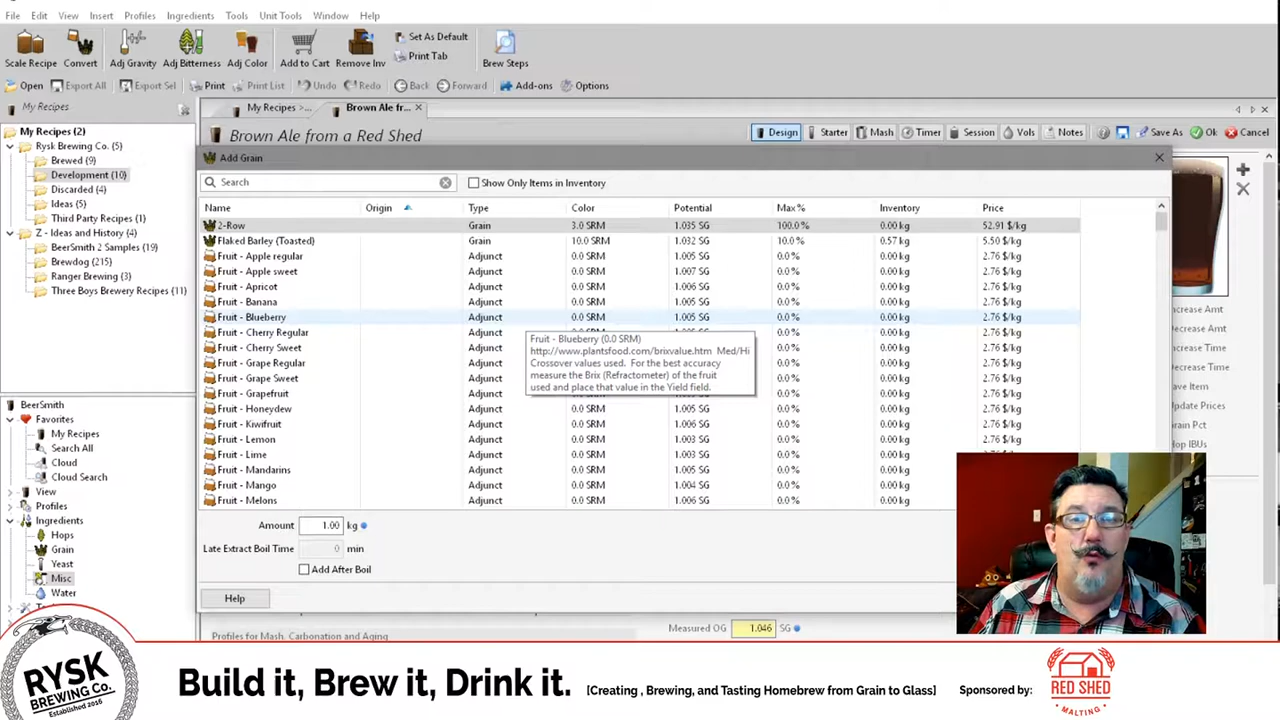 File Edit View Insert Profiles Ingredients Tools Unit Tools Window Help
Scale Recipe Convert Adj Gravity Adj Bitterness Adj Color Add to Cart Remove Inv Set As Default Print Tab Brew Steps
Open Export All Export Sel Print Print List Undo Redo Back Forward Add-ons Options
My Recipes
My Recipes >... Brown Ale fr...
My Recipes (2)
Rysk Brewing Co. (5)
Brewed (9)
Development (10)
Discarded (4)
Ideas (5)
Third Party Recipes (1)
Z - Ideas and History (4)
BeerSmith 2 Samples (19)
Brewdog (215)
Ranger Brewing (3)
Three Boys Brewery Recipes (11)
BeerSmith
Favorites
My Recipes
Search All
Cloud
Cloud Search
View
Profiles
Ingredients
Hops
Grain
Yeast
Misc
Water
Brown Ale from a Red Shed
Design Starter Mash Timer Session Vols Notes Save As Ok Cancel
Add Grain
Search Show Only Items in Inventory
Name Origin Type Color Potential Max% Inventory Price
2-Row Grain 3.0 SRM 1.035 SG 100.0 % 0.00 kg 52.91 $/kg
Flaked Barley (Toasted) Grain 10.0 SRM 1.032 SG 10.0 % 0.57 kg 5.50 $/kg
Fruit - Apple regular Adjunct 0.0 SRM 1.005 SG 0.0 % 0.00 kg 2.76 $/kg
Fruit - Apple sweet Adjunct 0.0 SRM 1.007 SG 0.0 % 0.00 kg 2.76 $/kg
Fruit - Apricot Adjunct 0.0 SRM 1.006 SG 0.0 % 0.00 kg 2.76 $/kg
Fruit - Banana Adjunct 0.0 SRM 1.005 SG 0.0 % 0.00 kg 2.76 $/kg
Fruit - Blueberry Adjunct 0.0 SRM 1.005 SG 0.0 % 0.00 kg 2.76 $/kg
Fruit - Cherry Regular Adjunct 0.0 % 0.00 kg 2.76 $/kg
Fruit - Cherry Sweet Adjunct 0.0 % 0.00 kg 2.76 $/kg
Fruit - Grape Regular Adjunct 0.0 % 0.00 kg 2.76 $/kg
Fruit - Grape Sweet Adjunct 0.0 % 0.00 kg 2.76 $/kg
Fruit - Grapefruit Adjunct 0.0 % 0.00 kg 2.76 $/kg
Fruit - Honeydew Adjunct 0.0 SRM 1.005 SG 0.0 % 0.00 kg 2.76 $/kg
Fruit - Kiwifruit Adjunct 0.0 SRM 1.006 SG 0.0 % 0.00 kg 2.76 $/kg
Fruit - Lemon Adjunct 0.0 SRM 1.003 SG 0.0 % 0.00 kg 2.76 $/kg
Fruit - Lime Adjunct 0.0 SRM 1.003 SG 0.0 % 0.00 kg 2.76 $/kg
Fruit - Mandarins Adjunct 0.0 SRM 1.005 SG 0.0 % 0.00 kg 2.76 $/kg
Fruit - Mango Adjunct 0.0 SRM 1.004 SG 0.0 % 0.00 kg 2.76 $/kg
Fruit - Melons Adjunct 0.0 SRM 1.006 SG 0.0 % 0.00 kg 2.76 $/kg
Fruit - Blueberry (0.0 SRM)
http://www.plantsfood.com/brixvalue.htm Med/Hi
Crossover values used. For the best accuracy
measure the Brix (Refractometer) of the fruit
used and place that value in the Yield field.
Amount 1.00 kg
Late Extract Boil Time 0 min
Add After Boil
Help
crease Amt
ecrease Amt
crease Time
ecrease Time
ave Item
pdate Prices
rain Pct
op IBUs
Profiles for Mash, Carbonation and Aging
Measured OG 1.046 SG
RYSK
BREWING Co.
Established 2016
Build it, Brew it, Drink it. [Creating , Brewing, and Tasting Homebrew from Grain to Glass] Sponsored by:
RED SHED
MALTING